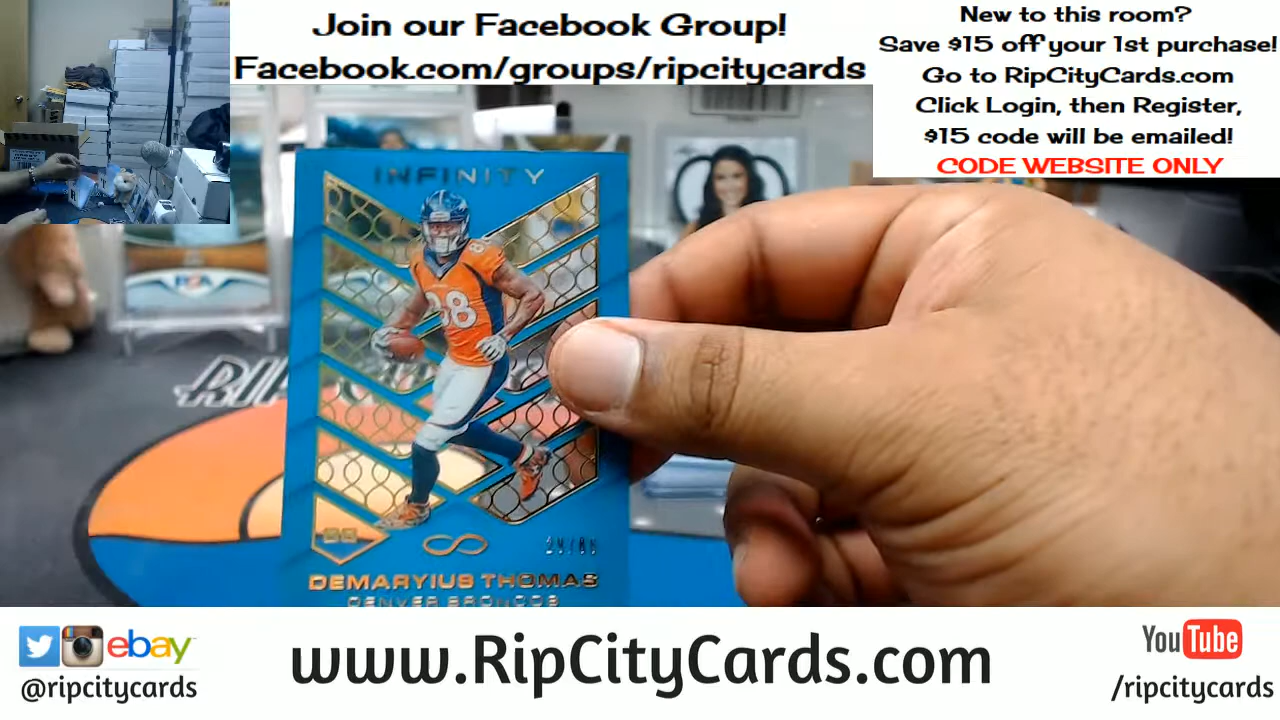 Join our Facebook Group!
Facebook.com/groups/ripcitycards
New to this room?
Save $15 off your 1st purchase!
Go to RipCityCards.com
Click Login, then Register,
$15 code will be emailed!
CODE WEBSITE ONLY
INFINITY
88
88
DEMARYIUS THOMAS
DENVER BRONCOS
RIP
ebay
@ripcitycards
www.RipCityCards.com
YouTube
/ripcitycards